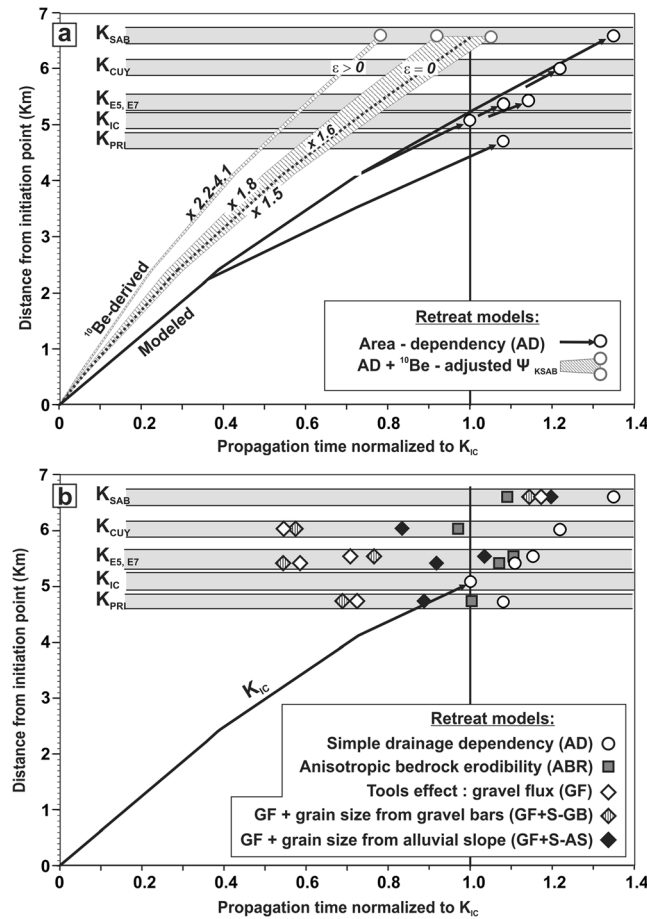 a
K_SAB
K_CUY
K_E5, E7
K_IC
K_PRI
ε > 0
ε = 0
x 1.6
x 2.2-4.1
x 1.8
x 1.5
¹⁰Be-derived
Modeled
Retreat models:
Area - dependency (AD)
AD + ¹⁰Be - adjusted Ψ_KSAB
7
6
5
4
3
2
1
0
Distance from initiation point (Km)
0 0.2 0.4 0.6 0.8 1.0 1.2 1.4
Propagation time normalized to K_IC
b
K_SAB
K_CUY
K_E5, E7
K_IC
K_PRI
K_IC
Retreat models:
Simple drainage dependency (AD)
Anisotropic bedrock erodibility (ABR)
Tools effect : gravel flux (GF)
GF + grain size from gravel bars (GF+S-GB)
GF + grain size from alluvial slope (GF+S-AS)
7
6
5
4
3
2
1
0
Distance from initiation point (Km)
0 0.2 0.4 0.6 0.8 1.0 1.2 1.4
Propagation time normalized to K_IC